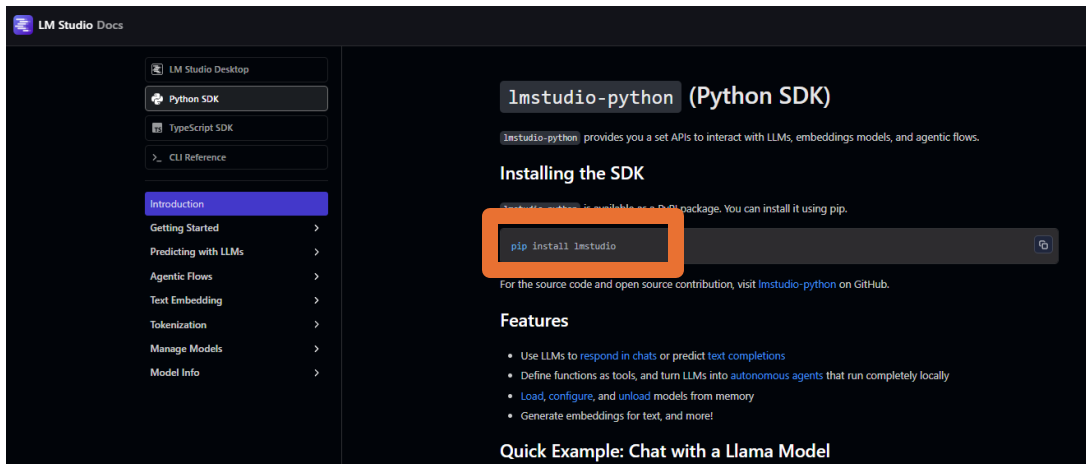 LM Studio Docs
LM Studio Desktop
Python SDK
TypeScript SDK
CLI Reference
Introduction
Getting Started
Predicting with LLMs
Agentic Flows
Text Embedding
Tokenization
Manage Models
Model Info
lmstudio-python (Python SDK)
lmstudio-python provides you a set APIs to interact with LLMs, embeddings models, and agentic flows.
Installing the SDK
lmstudio-python is available as a PyPI package. You can install it using pip.
pip install lmstudio
For the source code and open source contribution, visit lmstudio-python on GitHub.
Features
• Use LLMs to respond in chats or predict text completions
• Define functions as tools, and turn LLMs into autonomous agents that run completely locally
• Load, configure, and unload models from memory
• Generate embeddings for text, and more!
Quick Example: Chat with a Llama Model